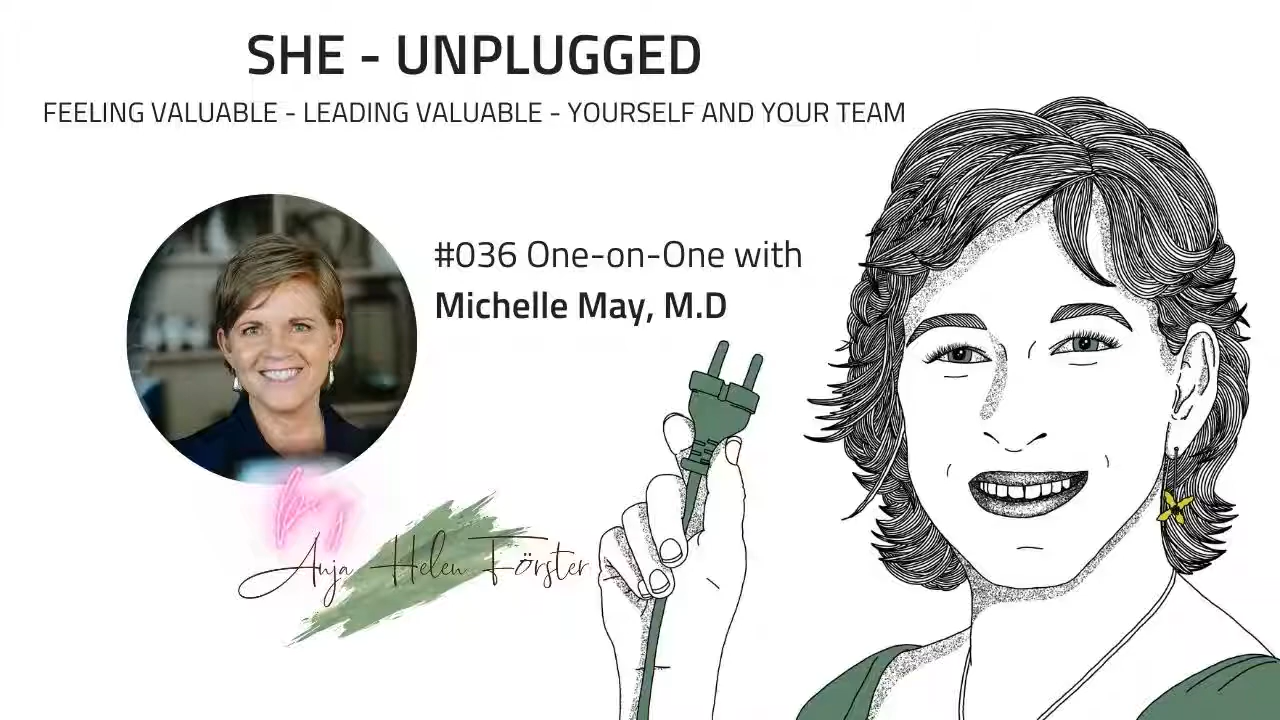 SHE - UNPLUGGED
FEELING VALUABLE - LEADING VALUABLE - YOURSELF AND YOUR TEAM
#036 One-on-One with
Michelle May, M.D
by
Anja Helen Förster